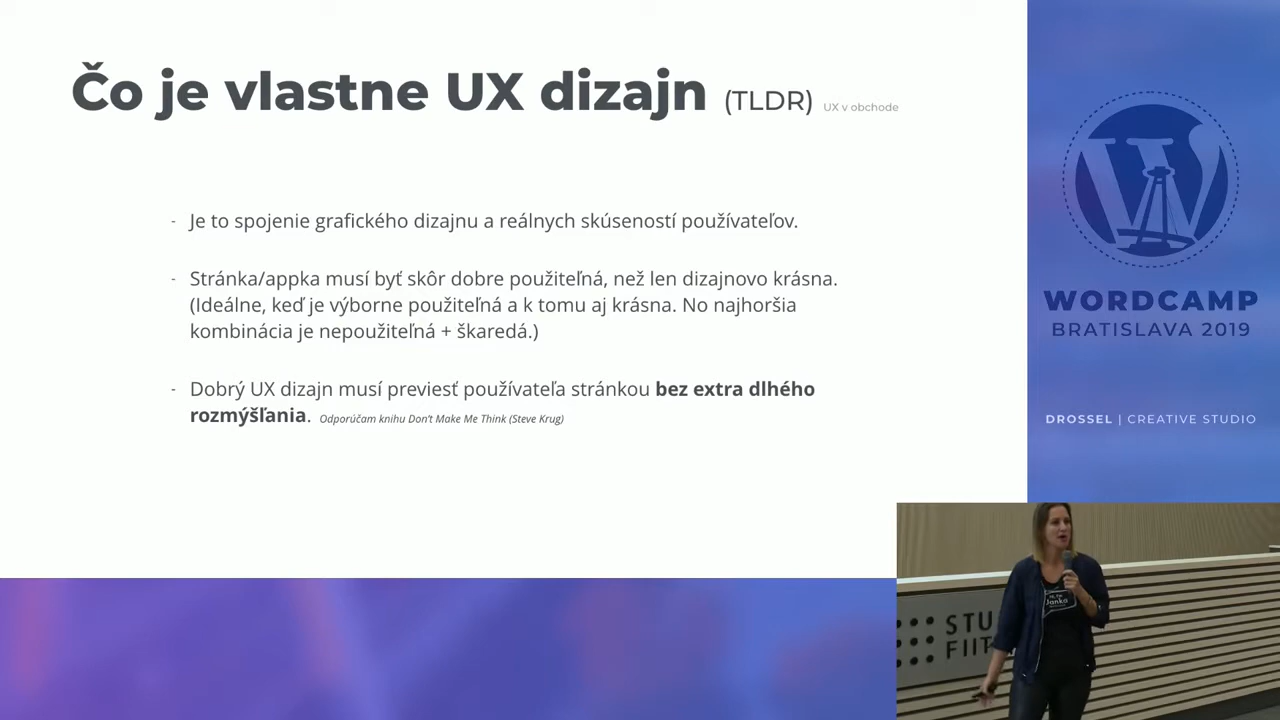 Čo je vlastne UX dizajn (TLDR) UX v obchode
- Je to spojenie grafického dizajnu a reálnych skúseností používateľov.
- Stránka/appka musí byť skôr dobre použiteľná, než len dizajnovo krásna.
(Ideálne, keď je výborne použiteľná a k tomu aj krásna. No najhoršia
kombinácia je nepoužiteľná + škaredá.)
- Dobrý UX dizajn musí previesť používateľa stránkou bez extra dlhého
rozmýšľania. Odporúčam knihu Don't Make Me Think (Steve Krug)
WORDCAMP
BRATISLAVA 2019
DROSSEL | CREATIVE STUDIO
Janka
STU
FIIT